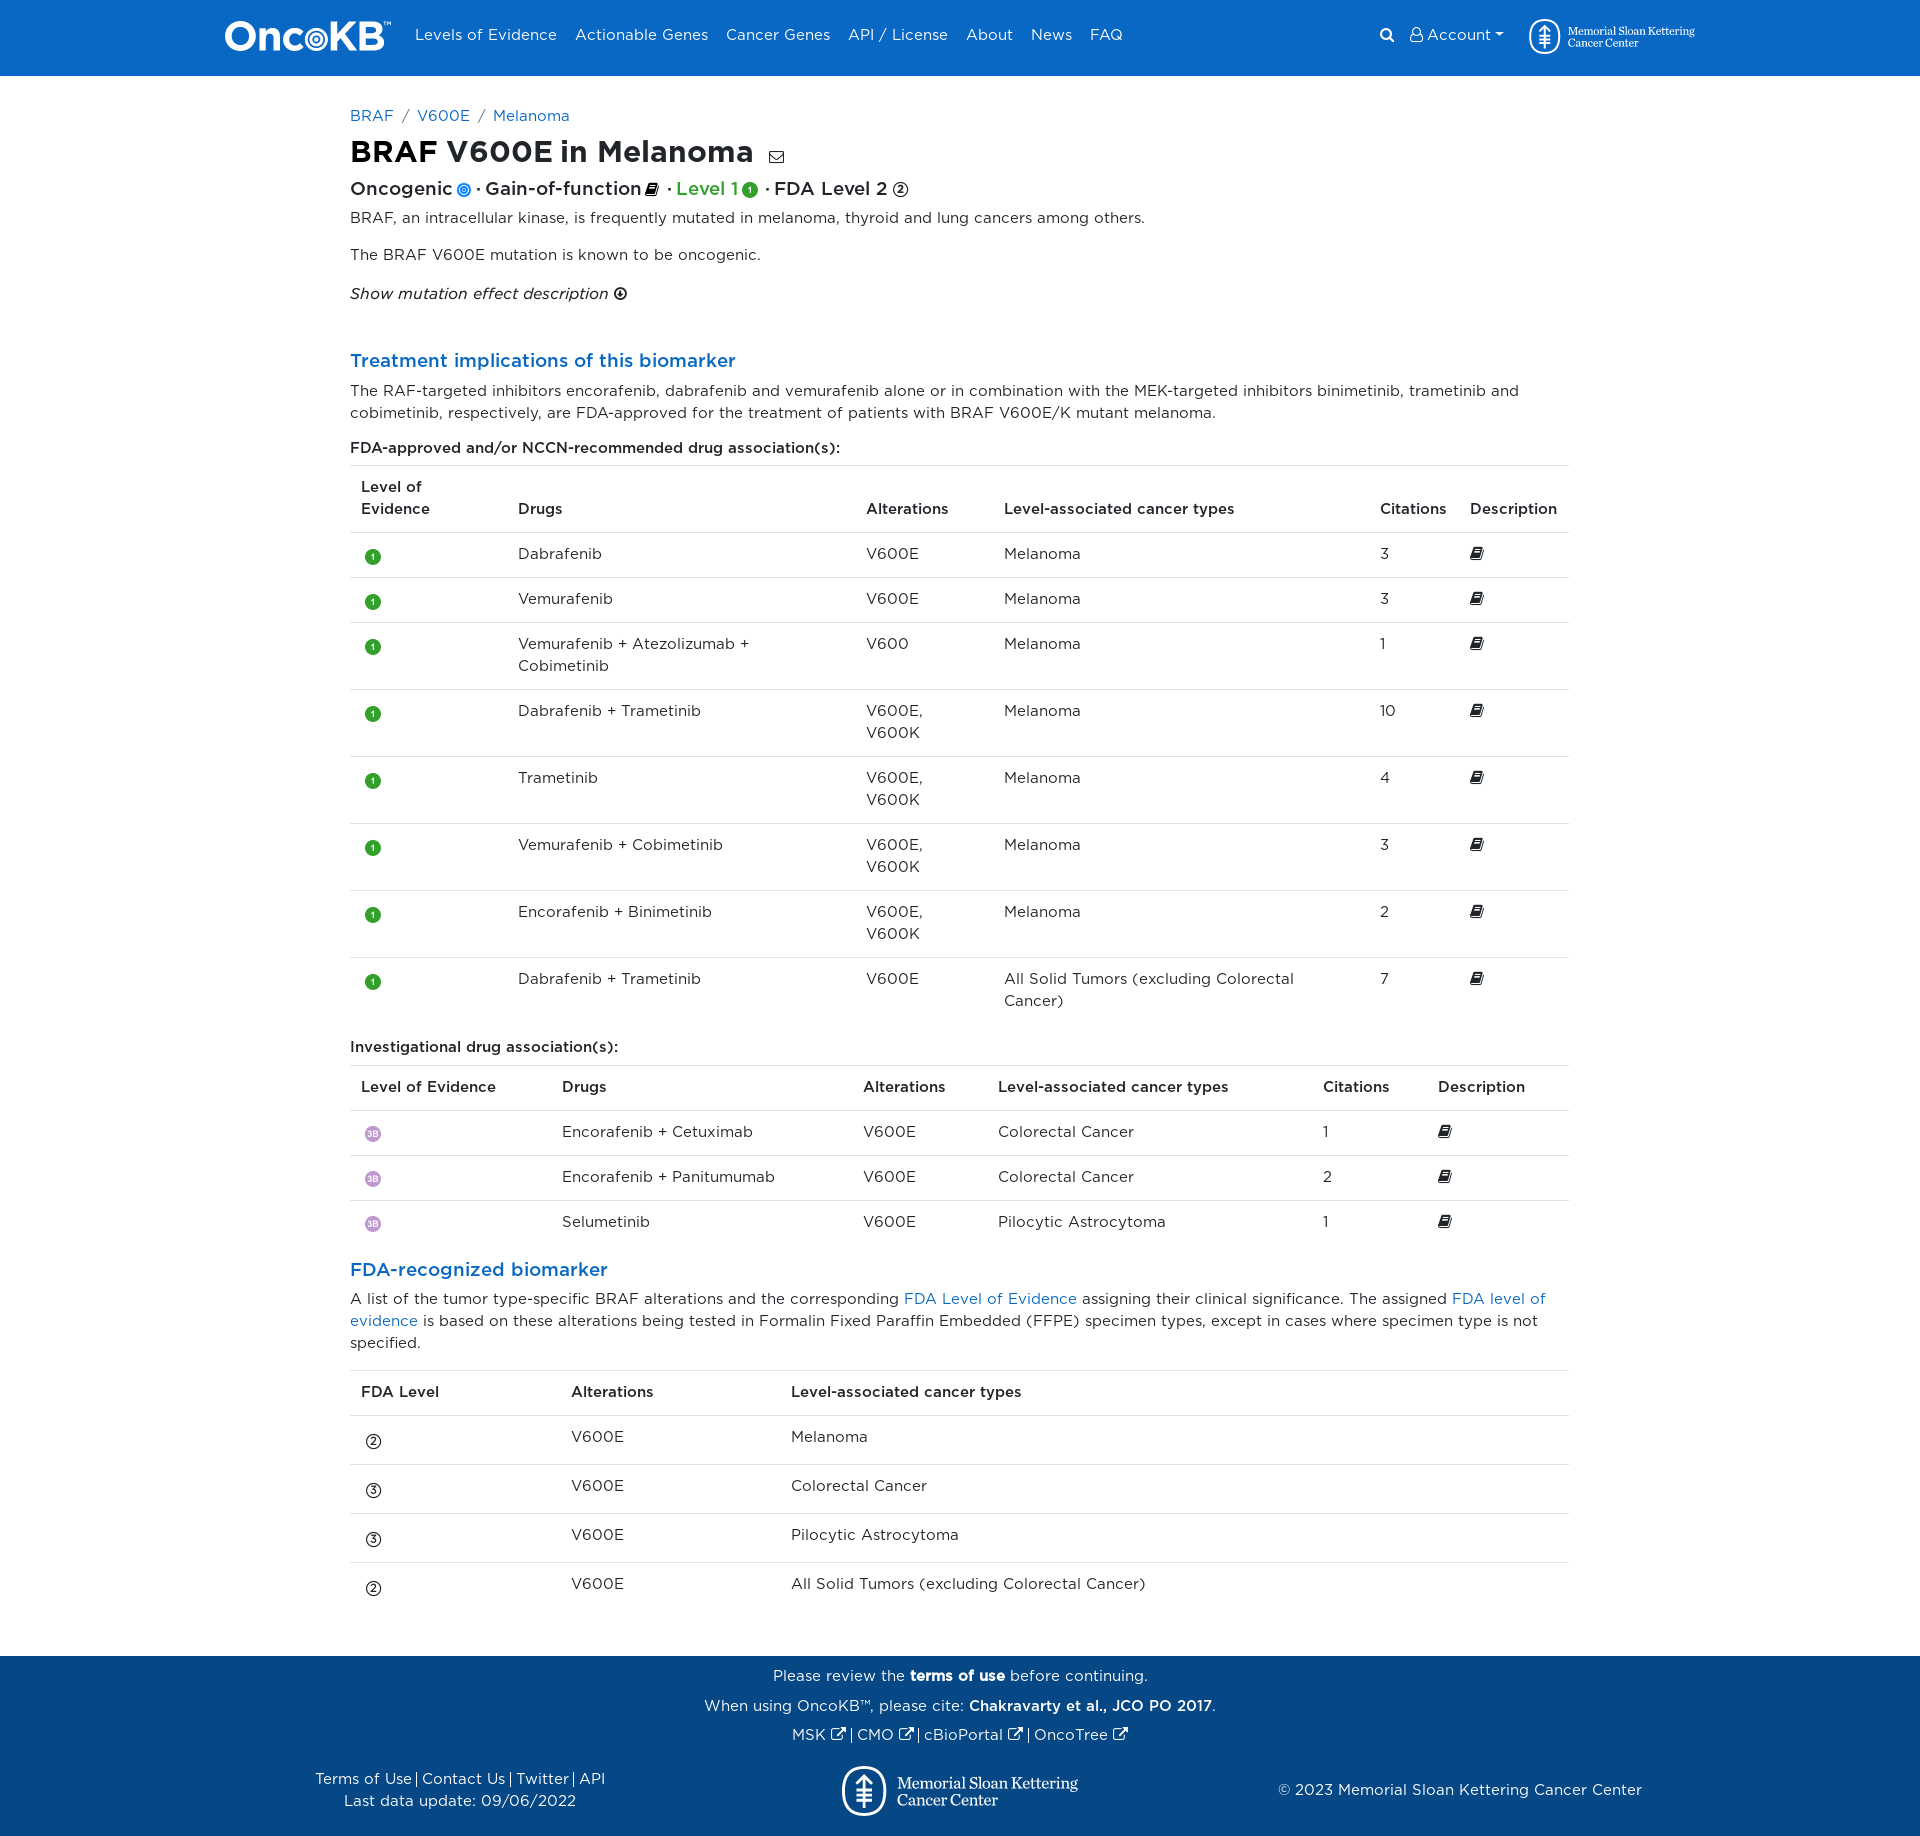 OncoKB™ Levels of Evidence Actionable Genes Cancer Genes API / License About News FAQ Account Memorial Sloan Kettering Cancer Center
BRAF / V600E / Melanoma
BRAF V600E in Melanoma
Oncogenic · Gain-of-function · Level 1 1 · FDA Level 2 2
BRAF, an intracellular kinase, is frequently mutated in melanoma, thyroid and lung cancers among others.
The BRAF V600E mutation is known to be oncogenic.
Show mutation effect description
Treatment implications of this biomarker
The RAF-targeted inhibitors encorafenib, dabrafenib and vemurafenib alone or in combination with the MEK-targeted inhibitors binimetinib, trametinib and
cobimetinib, respectively, are FDA-approved for the treatment of patients with BRAF V600E/K mutant melanoma.
FDA-approved and/or NCCN-recommended drug association(s):
Level of
Evidence Drugs Alterations Level-associated cancer types Citations Description
1 Dabrafenib V600E Melanoma 3
1 Vemurafenib V600E Melanoma 3
1 Vemurafenib + Atezolizumab + V600 Melanoma 1
Cobimetinib
1 Dabrafenib + Trametinib V600E, Melanoma 10
V600K
1 Trametinib V600E, Melanoma 4
V600K
1 Vemurafenib + Cobimetinib V600E, Melanoma 3
V600K
1 Encorafenib + Binimetinib V600E, Melanoma 2
V600K
1 Dabrafenib + Trametinib V600E All Solid Tumors (excluding Colorectal 7
Cancer)
Investigational drug association(s):
Level of Evidence Drugs Alterations Level-associated cancer types Citations Description
3B Encorafenib + Cetuximab V600E Colorectal Cancer 1
3B Encorafenib + Panitumumab V600E Colorectal Cancer 2
3B Selumetinib V600E Pilocytic Astrocytoma 1
FDA-recognized biomarker
A list of the tumor type-specific BRAF alterations and the corresponding FDA Level of Evidence assigning their clinical significance. The assigned FDA level of
evidence is based on these alterations being tested in Formalin Fixed Paraffin Embedded (FFPE) specimen types, except in cases where specimen type is not
specified.
FDA Level Alterations Level-associated cancer types
2 V600E Melanoma
3 V600E Colorectal Cancer
3 V600E Pilocytic Astrocytoma
2 V600E All Solid Tumors (excluding Colorectal Cancer)
Please review the terms of use before continuing.
When using OncoKB™, please cite: Chakravarty et al., JCO PO 2017.
MSK | CMO | cBioPortal | OncoTree
Terms of Use | Contact Us | Twitter | API
Last data update: 09/06/2022
Memorial Sloan Kettering
Cancer Center
© 2023 Memorial Sloan Kettering Cancer Center